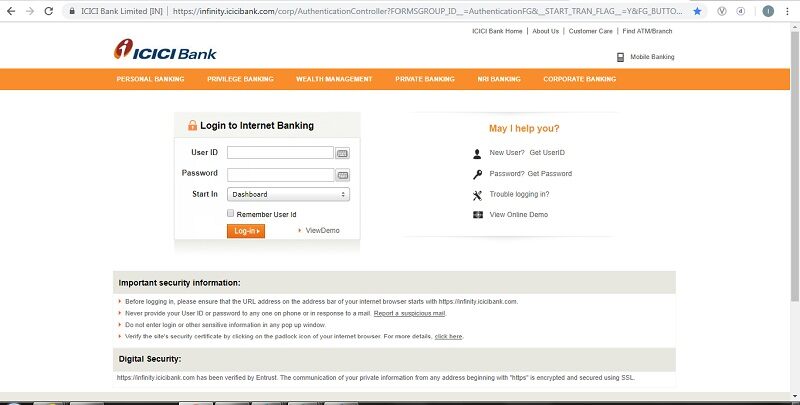 ICICI Bank Limited [IN] | https://infinity.icicibank.com/corp/AuthenticationController?FORMSGROUP_ID__=AuthenticationFG&__START_TRAN_FLAG__=Y&FG_BUTTO...
ICICI Bank Home | About Us | Customer Care | Find ATM/Branch
ICICI Bank
Mobile Banking
PERSONAL BANKING PRIVILEGE BANKING WEALTH MANAGEMENT PRIVATE BANKING NRI BANKING CORPORATE BANKING
Login to Internet Banking
User ID
Password
Start In Dashboard
Remember User Id
Log-in ViewDemo
May I help you?
New User? Get UserID
Password? Get Password
Trouble logging in?
View Online Demo
Important security information:
Before logging in, please ensure that the URL address on the address bar of your internet browser starts with https://infinity.icicibank.com.
Never provide your User ID or password to any one on phone or in response to a mail. Report a suspicious mail.
Do not enter login or other sensitive information in any pop up window.
Verify the site's security certificate by clicking on the padlock icon of your internet browser. For more details, click here.
Digital Security:
https://infinity.icicibank.com has been verified by Entrust. The communication of your private information from any address beginning with "https" is encrypted and secured using SSL.